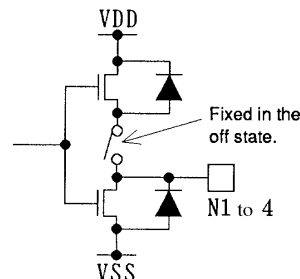 VDD
Fixed in the
off state.
N1 to 4
VSS